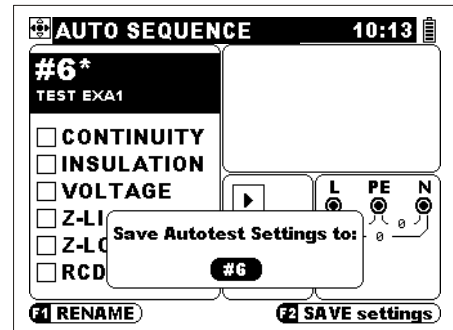 AUTO SEQUENCE 10:13
#6*
TEST EXA1
CONTINUITY
INSULATION
VOLTAGE
L PE N
Z-LI
0
Save Autotest Settings to:
Z-LO
0
RCD
#6
F1 RENAME F2 SAVE settings